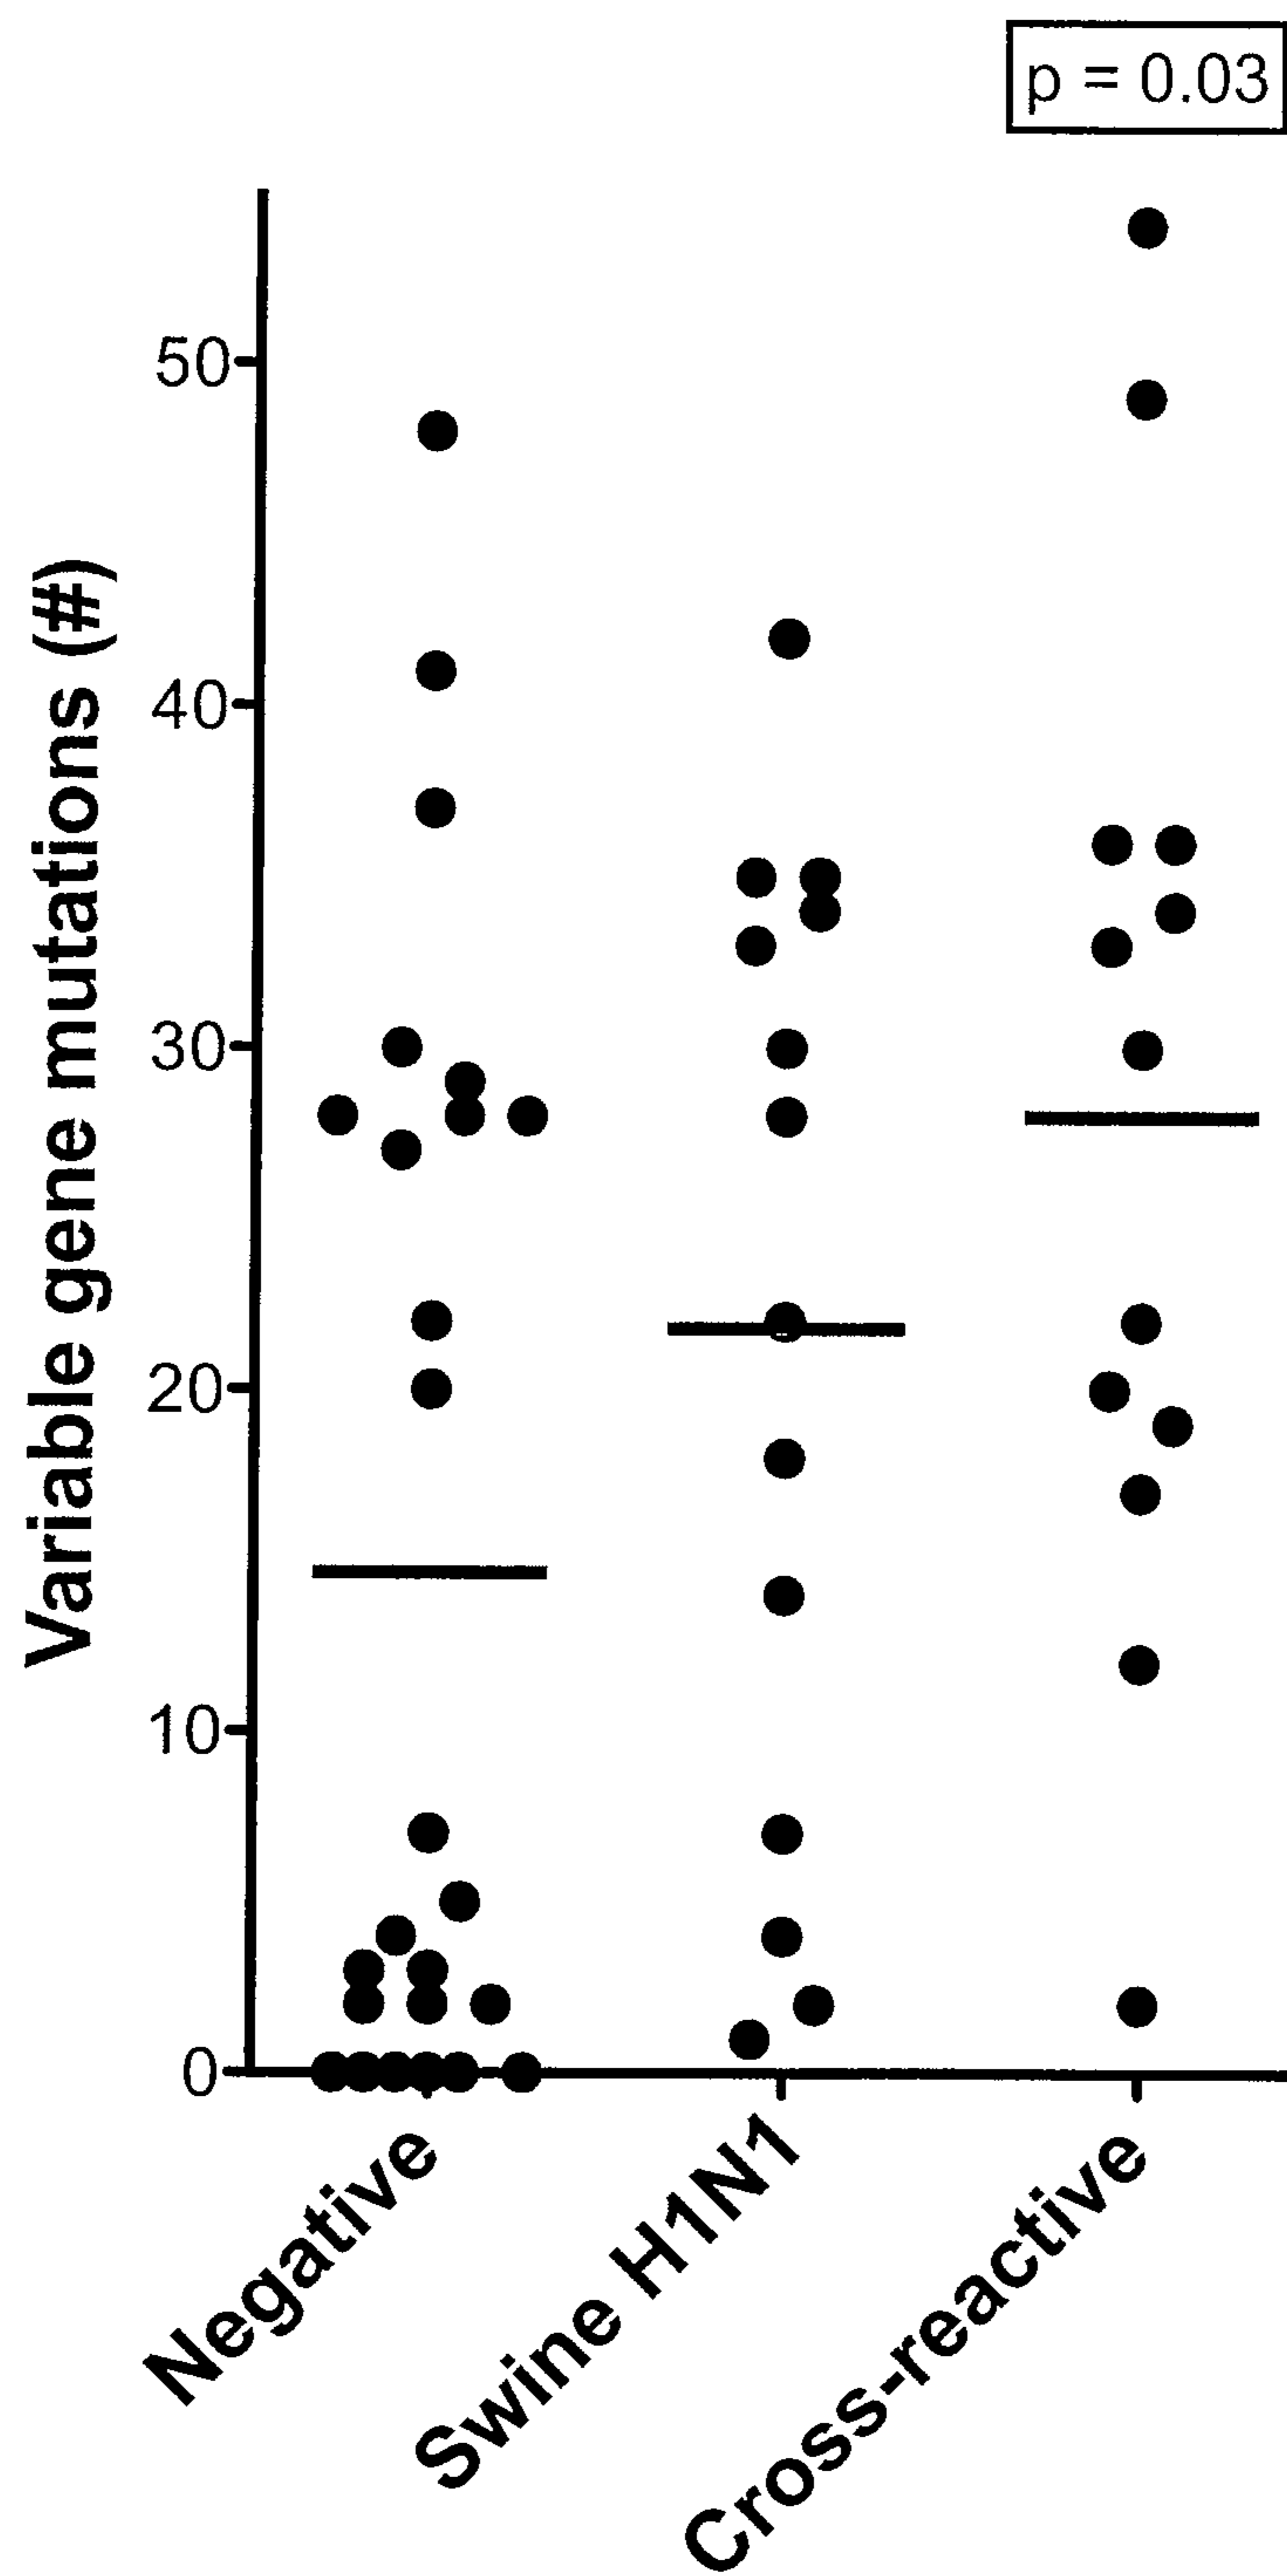 p = 0.03
Variable gene mutations (#)
50
40
30
20
10
0
Negative
Swine H1N1
Cross-reactive